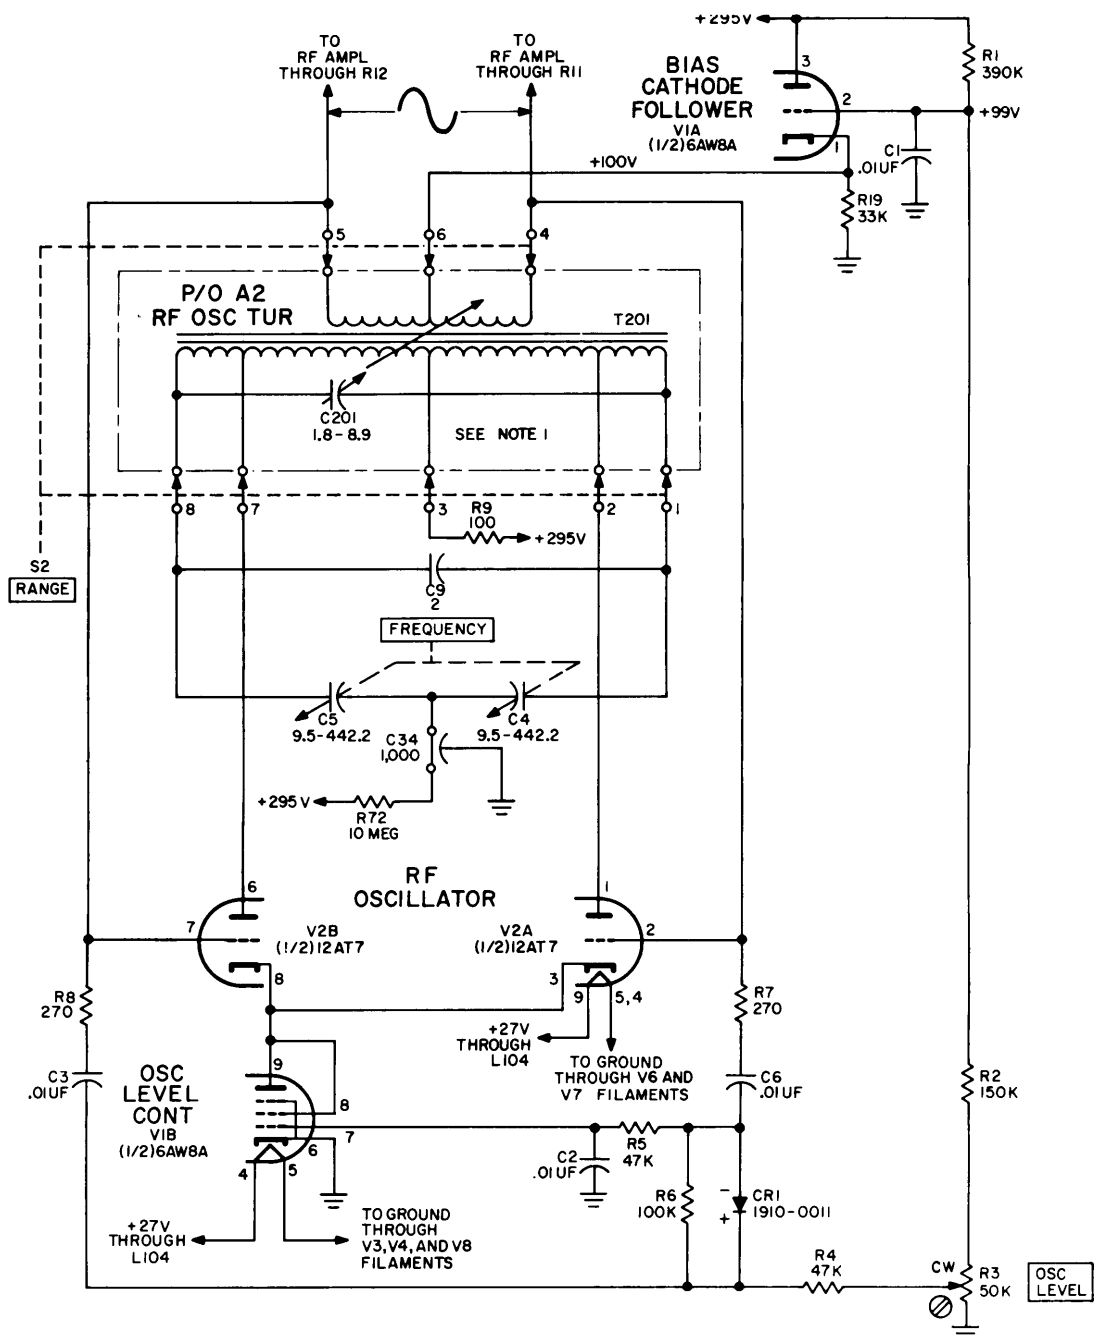 +295V
TO
RF AMPL
THROUGH R12
TO
RF AMPL
THROUGH R11
BIAS
CATHODE
FOLLOWER
V1A
(1/2)6AW8A
3
2
1
R1
390K
+99V
C1
.01UF
+100V
R19
33K
5
6
4
P/O A2
RF OSC TUR
T201
C201
1.8-8.9
SEE NOTE 1
8
7
3
2
1
R9
100
+295V
S2
RANGE
C9
2
FREQUENCY
C5
9.5-442.2
C4
9.5-442.2
C34
1,000
+295V
R72
10 MEG
RF
OSCILLATOR
6
7
V2B
(1/2)12AT7
8
1
V2A
(1/2)12AT7
2
3
9
5,4
R8
270
R7
270
+27V
THROUGH
L104
TO GROUND
THROUGH V6 AND
V7 FILAMENTS
C3
.01UF
OSC
LEVEL
CONT
V1B
(1/2)6AW8A
9
8
7
6
4
5
C6
.01UF
R2
150K
C2
.01UF
R5
47K
R6
100K
-
+
CR1
1910-0011
+27V
THROUGH
L104
TO GROUND
THROUGH
V3,V4, AND V8
FILAMENTS
R4
47K
CW
R3
50K
OSC
LEVEL